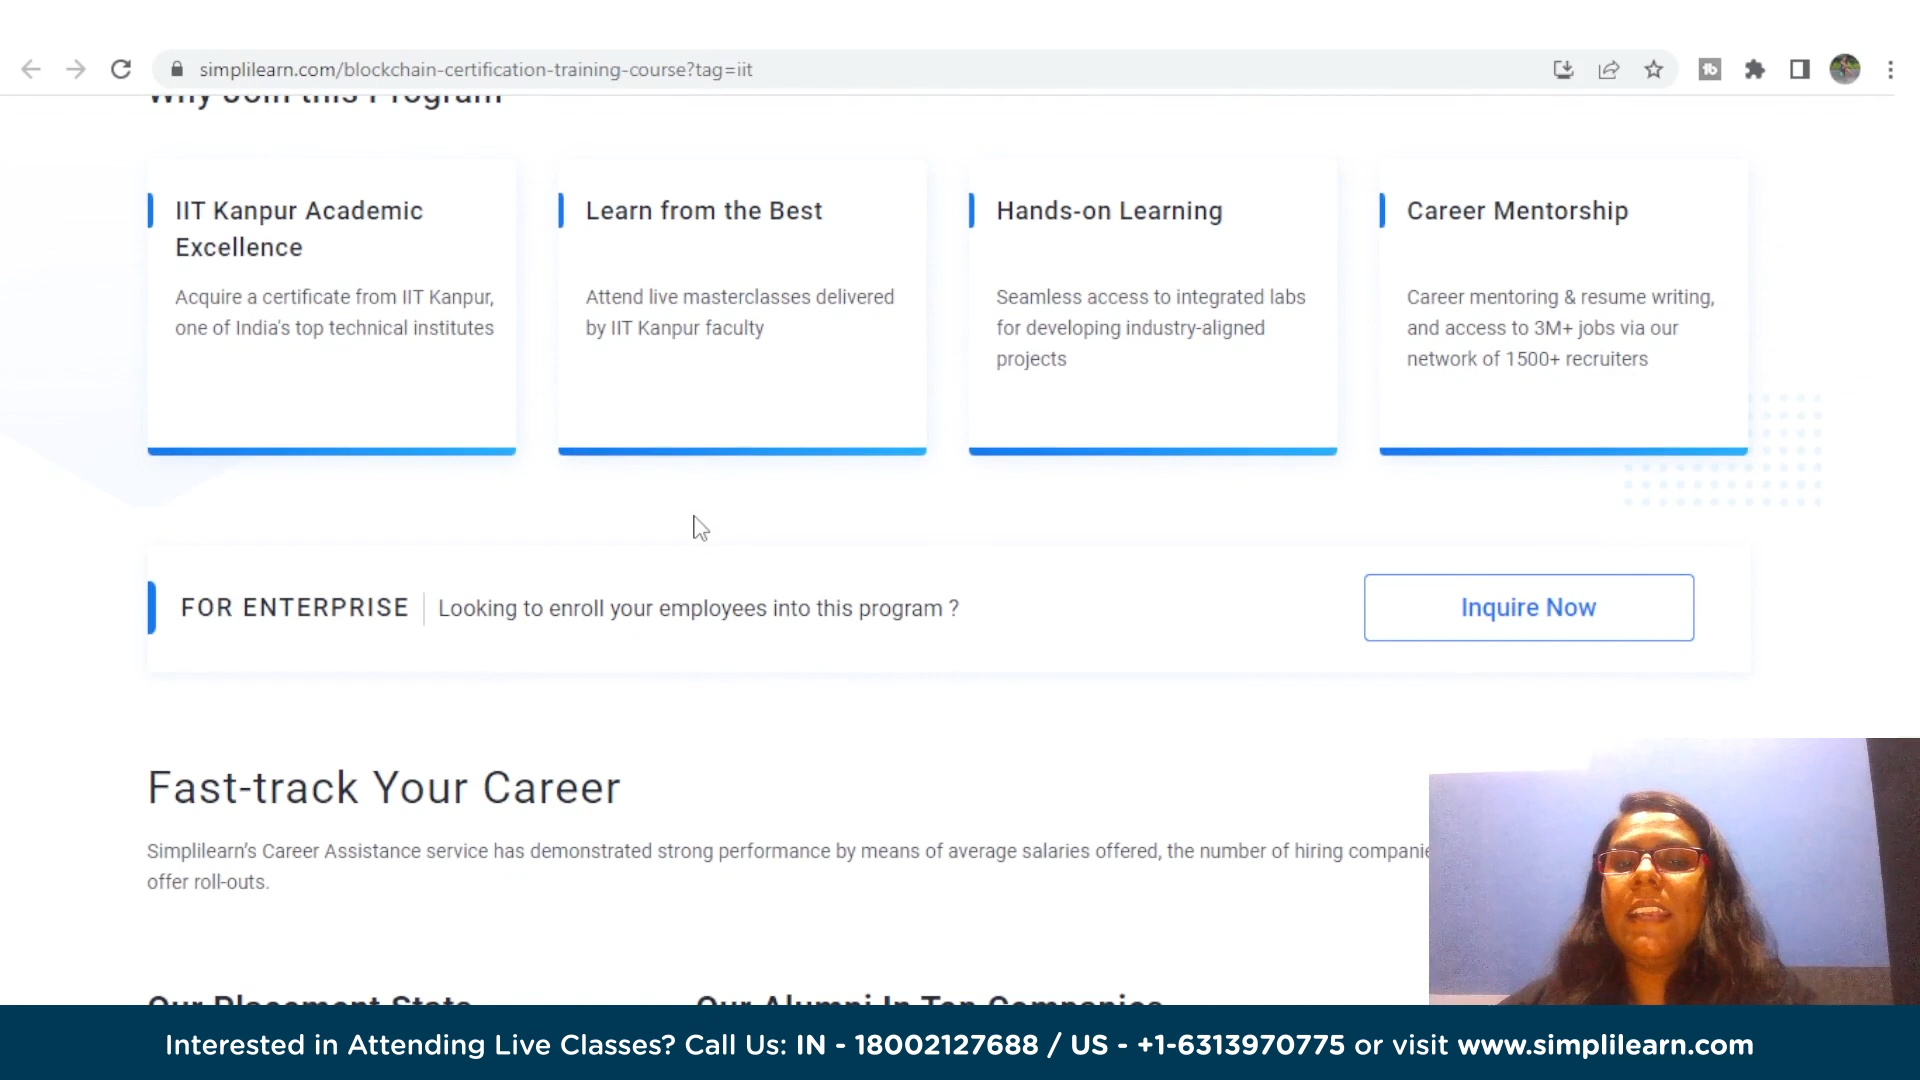 simplilearn.com/blockchain-certification-training-course?tag=iit
Why Join this Program
IIT Kanpur Academic
Excellence
Acquire a certificate from IIT Kanpur,
one of India's top technical institutes
Learn from the Best
Attend live masterclasses delivered
by IIT Kanpur faculty
Hands-on Learning
Seamless access to integrated labs
for developing industry-aligned
projects
Career Mentorship
Career mentoring & resume writing,
and access to 3M+ jobs via our
network of 1500+ recruiters
FOR ENTERPRISE
Looking to enroll your employees into this program ?
Inquire Now
Fast-track Your Career
Simplilearn's Career Assistance service has demonstrated strong performance by means of average salaries offered, the number of hiring companie
offer roll-outs.
Our Placement Stats
Our Alumni In Top Companies
Interested in Attending Live Classes? Call Us: IN - 18002127688 / US - +1-6313970775 or visit www.simplilearn.com